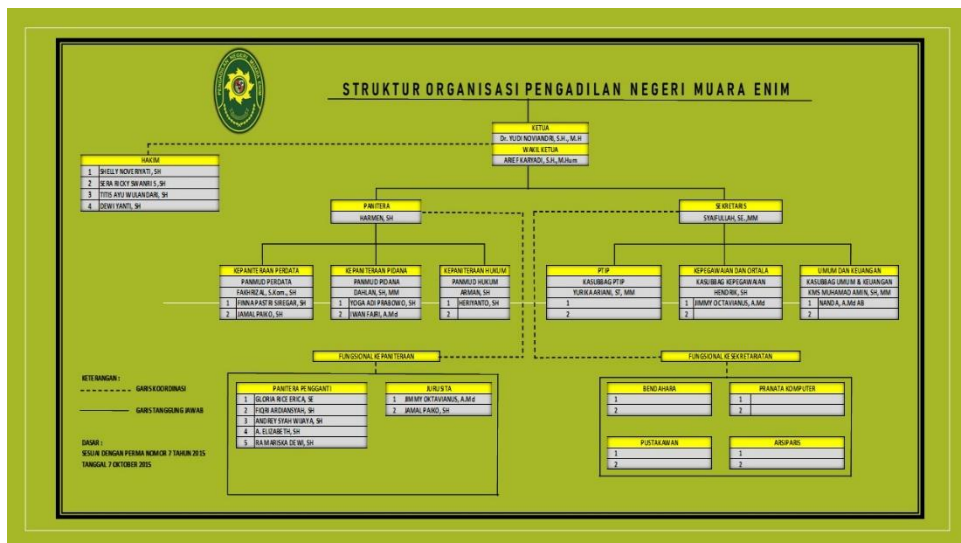 PENGADILAN NEGERI MUARA ENIM
STRUKTUR ORGANISASI PENGADILAN NEGERI MUARA ENIM
KETUA
Dr. YUDI NOVIANDRI, S.H., M.H
WAKIL KETUA
ARIEF KARYADI, S.H., M.Hum
HAKIM
1 SHELLY NOVERIYATI, SH
2 SERA RICKY SWANRI S, SH
3 TITIS AYU WULANDARI, SH
4 DEWI YANTI, SH
PANITERA
HARMEN, SH
SEKRETARIS
SYAIFULLAH, SE.,MM
KEPANITERAAN PERDATA
PANMUD PERDATA
FAKHRIZAL, S.Kom., SH
1 FINNA PASTRI SIREGAR, SH
2 JAMAL PAIKO, SH
KEPANITERAAN PIDANA
PANMUD PIDANA
DAHLAN, SH, MM
1 YOGA ADI PRABOWO, SH
2 IWAN FAJRI, A.Md
KEPANITERAAN HUKUM
PANMUD HUKUM
ARMAN, SH
1 HERIYANTO, SH
2
PTIP
KASUBBAG PTIP
YURIKA ARIANI, ST, MM
1
2
KEPEGAWAIAN DAN ORTALA
KASUBBAG KEPEGAWAIAN
HENDRIK, SH
1 JIMMY OCTAVIANUS, A.Md
2
UMUM DAN KEUANGAN
KASUBBAG UMUM & KEUANGAN
KMS MUHAMAD AMIN, SH, MM
1 NANDA, A.Md AB
2
FUNGSIONAL KEPANITERAAN
FUNGSIONAL KESEKRETARIATAN
PANITERA PENGGANTI
1 GLORIA RICE ERICA, SE
2 FIQRI ARDIANSYAH, SH
3 ANDREY SYAH WIJAYA, SH
4 A. ELIZABETH, SH
5 RA MARISKA DEWI, SH
JURUSITA
1 JIMMY OKTAVIANUS, A.Md
2 JAMAL PAIKO, SH
BENDAHARA
1
2
PRANATA KOMPUTER
1
2
PUSTAKAWAN
1
2
ARSIPARIS
1
2
KETERANGAN :
GARIS KOORDINASI
GARIS TANGGUNG JAWAB
DASAR :
SESUAI DENGAN PERMA NOMOR 7 TAHUN 2015
TANGGAL 7 OKTOBER 2015